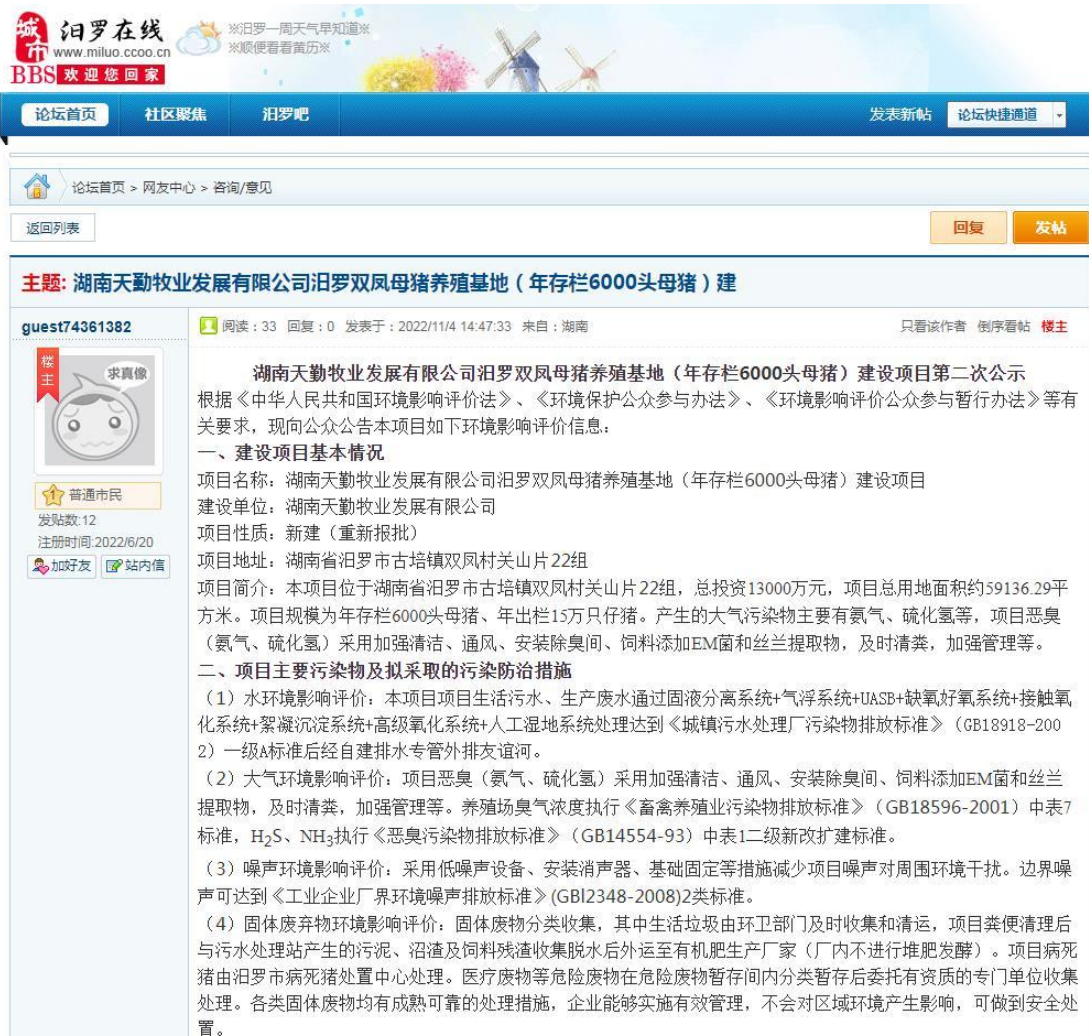 城市
汨罗在线
www.miluo.ccoo.cn
BBS 欢迎您回家
※汨罗一周天气早知道※
※顺便看看黄历※
论坛首页 社区聚焦 汨罗吧 发表新帖 论坛快捷通道
论坛首页 > 网友中心 > 咨询/意见
返回列表 回复 发帖
主题: 湖南天勤牧业发展有限公司汨罗双凤母猪养殖基地（年存栏6000头母猪）建
guest74361382
楼主
求真像
普通市民
发贴数:12
注册时间:2022/6/20
加好友 站内信
阅读：33 回复：0 发表于：2022/11/4 14:47:33 来自：湖南 只看该作者 倒序看帖 楼主
湖南天勤牧业发展有限公司汨罗双凤母猪养殖基地（年存栏6000头母猪）建设项目第二次公示
根据《中华人民共和国环境影响评价法》、《环境保护公众参与办法》、《环境影响评价公众参与暂行办法》等有
关要求，现向公众公告本项目如下环境影响评价信息：
一、建设项目基本情况
项目名称：湖南天勤牧业发展有限公司汨罗双凤母猪养殖基地（年存栏6000头母猪）建设项目
建设单位：湖南天勤牧业发展有限公司
项目性质：新建（重新报批）
项目地址：湖南省汨罗市古培镇双凤村关山片22组
项目简介：本项目位于湖南省汨罗市古培镇双凤村关山片22组，总投资13000万元，项目总用地面积约59136.29平
方米。项目规模为年存栏6000头母猪、年出栏15万只仔猪。产生的大气污染物主要有氨气、硫化氢等，项目恶臭
（氨气、硫化氢）采用加强清洁、通风、安装除臭间、饲料添加EM菌和丝兰提取物，及时清粪，加强管理等。
二、项目主要污染物及拟采取的污染防治措施
（1）水环境影响评价：本项目项目生活污水、生产废水通过固液分离系统+气浮系统+UASB+缺氧好氧系统+接触氧
化系统+絮凝沉淀系统+高级氧化系统+人工湿地系统处理达到《城镇污水处理厂污染物排放标准》（GB18918-200
2）一级A标准后经自建排水专管外排友谊河。
（2）大气环境影响评价：项目恶臭（氨气、硫化氢）采用加强清洁、通风、安装除臭间、饲料添加EM菌和丝兰
提取物，及时清粪，加强管理等。养殖场臭气浓度执行《畜禽养殖业污染物排放标准》（GB18596-2001）中表7
标准，H2S、NH3执行《恶臭污染物排放标准》（GB14554-93）中表1二级新改扩建标准。
（3）噪声环境影响评价：采用低噪声设备、安装消声器、基础固定等措施减少项目噪声对周围环境干扰。边界噪
声可达到《工业企业厂界环境噪声排放标准》(GBl2348-2008)2类标准。
（4）固体废弃物环境影响评价：固体废物分类收集，其中生活垃圾由环卫部门及时收集和清运，项目粪便清理后
与污水处理站产生的污泥、沼渣及饲料残渣收集脱水后外运至有机肥生产厂家（厂内不进行堆肥发酵）。项目病死
猪由汨罗市病死猪处置中心处理。医疗废物等危险废物在危险废物暂存间内分类暂存后委托有资质的专门单位收集
处理。各类固体废物均有成熟可靠的处理措施，企业能够实施有效管理，不会对区域环境产生影响，可做到安全处
置。